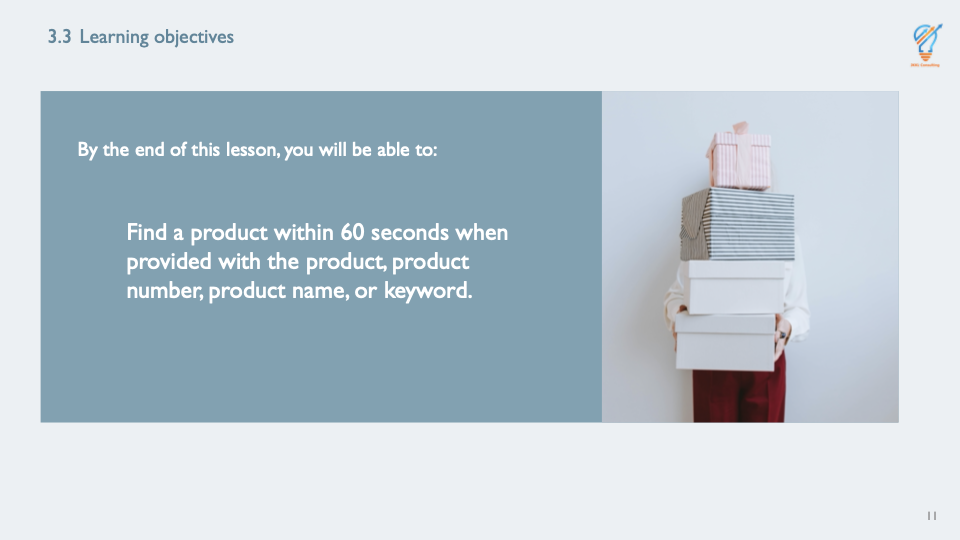 3.3 Learning objectives
By the end of this lesson, you will be able to:
Find a product within 60 seconds when
provided with the product, product
number, product name, or keyword.
11